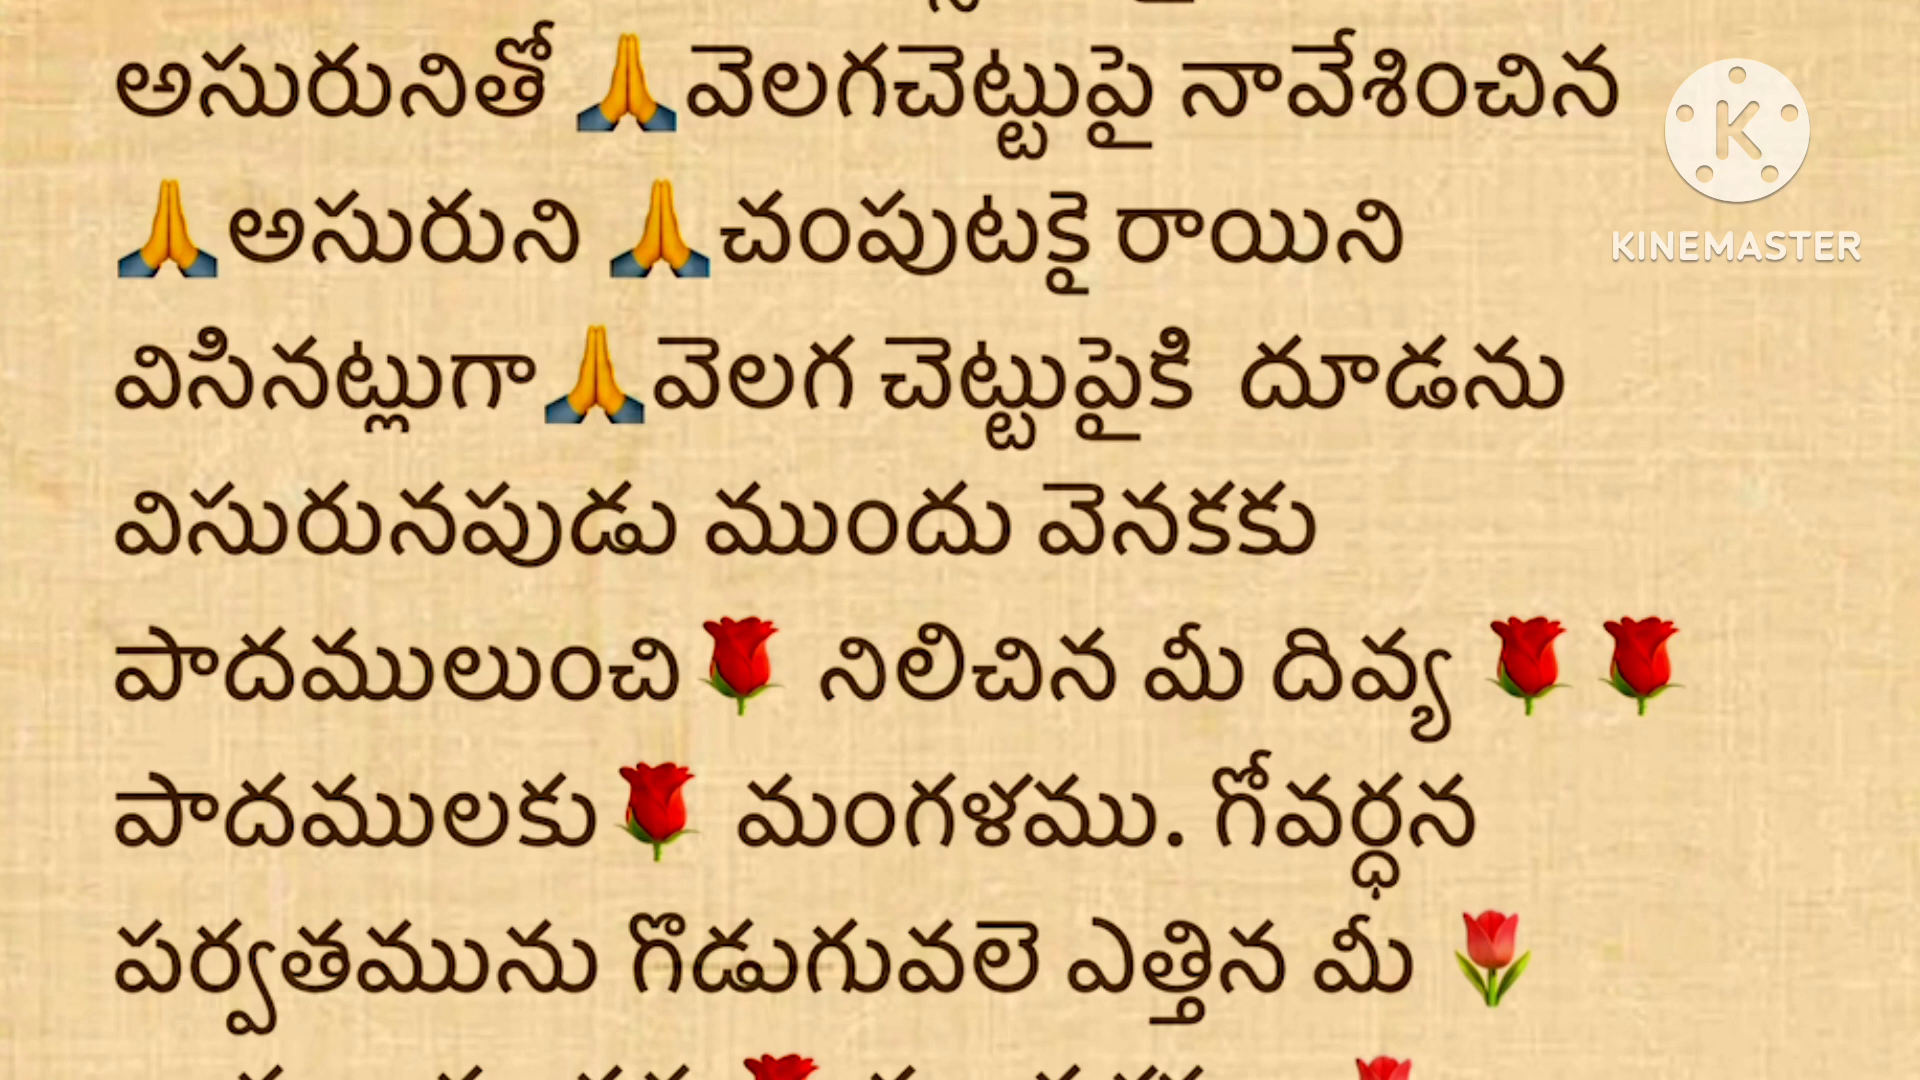 అసురునితో 🙏వెలగచెట్టుపై నావేశించిన
🙏అసురుని 🙏చంపుటకై రాయిని
విసినట్లుగా🙏వెలగ చెట్టుపైకి దూడను
విసురునపుడు ముందు వెనకకు
పాదములుంచి🌹 నిలిచిన మీ దివ్య 🌹🌹
పాదములకు🌹 మంగళము. గోవర్ధన
పర్వతమును గొడుగువలె ఎత్తిన మీ 🌷
K
KINEMASTER